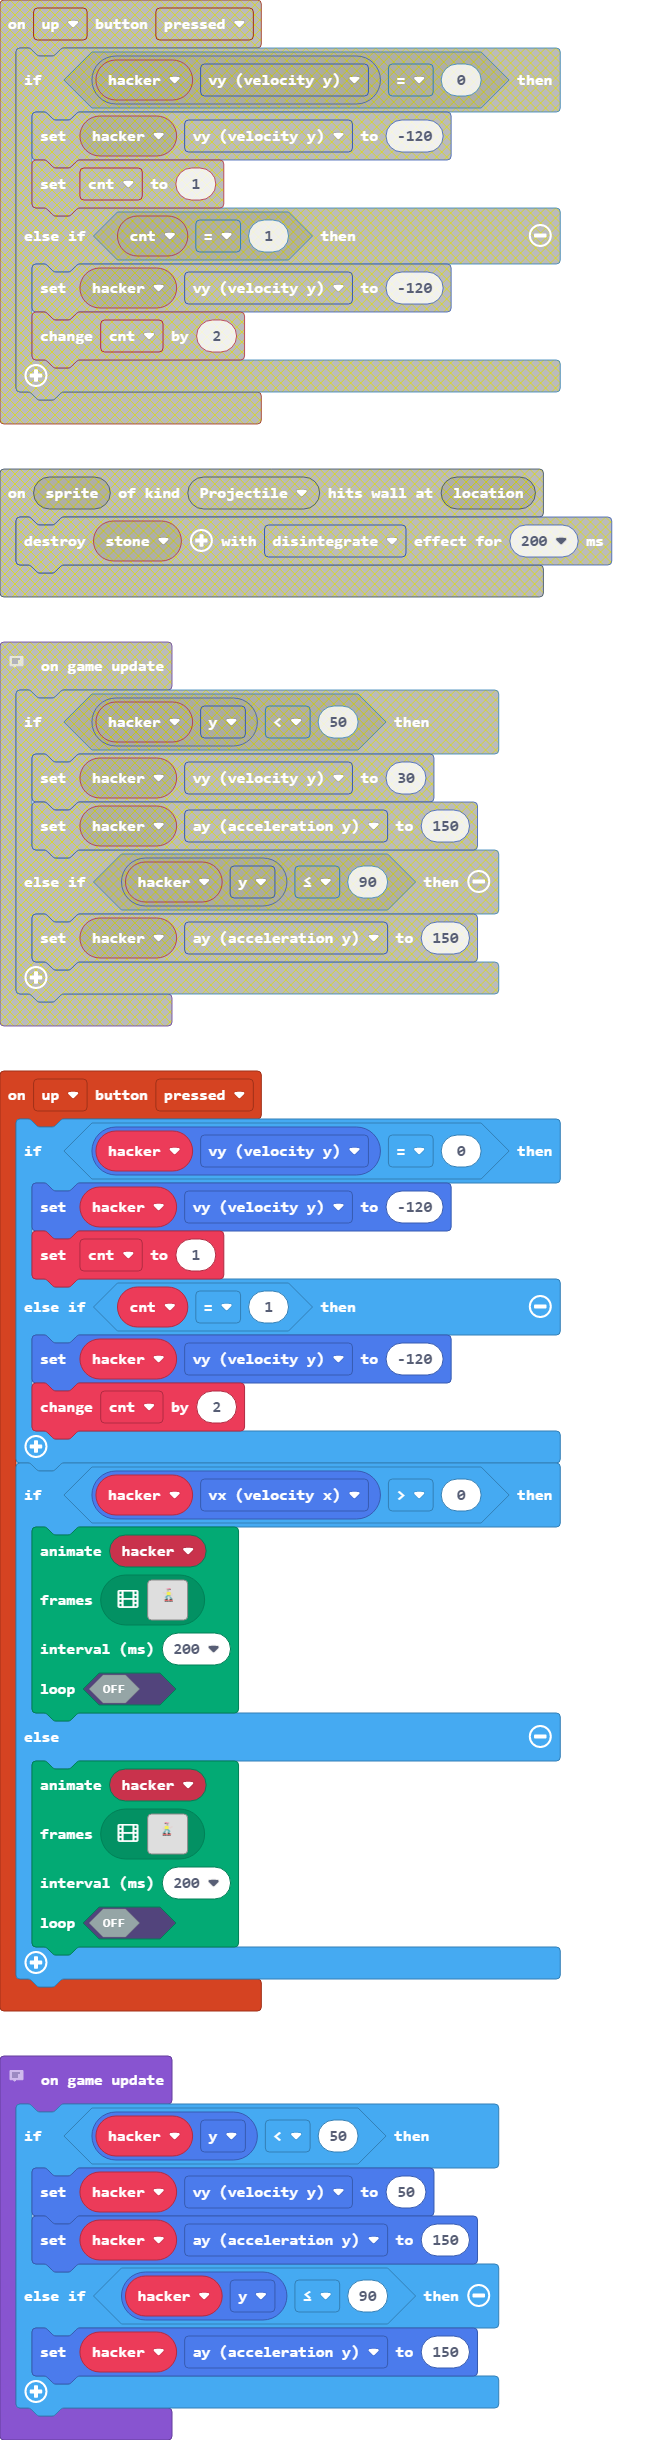 on up button pressed
if hacker vy (velocity y) = 0 then
set hacker vy (velocity y) to -120
set cnt to 1
else if cnt = 1 then
set hacker vy (velocity y) to -120
change cnt by 2
on sprite of kind Projectile hits wall at location
destroy stone with disintegrate effect for 200 ms
on game update
if hacker y < 50 then
set hacker vy (velocity y) to 30
set hacker ay (acceleration y) to 150
else if hacker y ≤ 90 then
set hacker ay (acceleration y) to 150
on up button pressed
if hacker vy (velocity y) = 0 then
set hacker vy (velocity y) to -120
set cnt to 1
else if cnt = 1 then
set hacker vy (velocity y) to -120
change cnt by 2
if hacker vx (velocity x) > 0 then
animate hacker
frames
interval (ms) 200
loop OFF
else
animate hacker
frames
interval (ms) 200
loop OFF
on game update
if hacker y < 50 then
set hacker vy (velocity y) to 50
set hacker ay (acceleration y) to 150
else if hacker y ≤ 90 then
set hacker ay (acceleration y) to 150